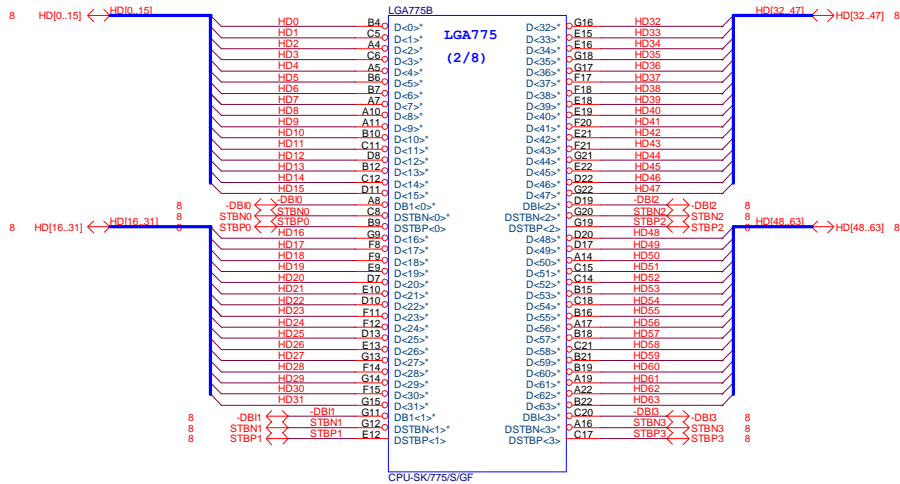 LGA775B
LGA775
(2/8)
8 HD[0..15] HD[0..15]
HD0 B4 D<0>* D<32>* G16 HD32
HD1 C5 D<1>* D<33>* E15 HD33
HD2 A4 D<2>* D<34>* E16 HD34
HD3 C6 D<3>* D<35>* G18 HD35
HD4 A5 D<4>* D<36>* G17 HD36
HD5 B6 D<5>* D<37>* F17 HD37
HD6 B7 D<6>* D<38>* F18 HD38
HD7 A7 D<7>* D<39>* E18 HD39
HD8 A10 D<8>* D<40>* E19 HD40
HD9 A11 D<9>* D<41>* F20 HD41
HD10 B10 D<10>* D<42>* E21 HD42
HD11 C11 D<11>* D<43>* F21 HD43
HD12 D8 D<12>* D<44>* G21 HD44
HD13 B12 D<13>* D<45>* E22 HD45
HD14 C12 D<14>* D<46>* D22 HD46
HD15 D11 D<15>* D<47>* G22 HD47
HD[32..47] HD[32..47] 8
8 -DBI0 -DBI0 A8 DB1<0>* DBI<2>* D19 -DBI2 -DBI2 8
8 STBN0 STBN0 C8 DSTBN<0>* DSTBN<2>* G20 STBN2 STBN2 8
8 STBP0 STBP0 B9 DSTBP<0> DSTBP<2> G19 STBP2 STBP2 8
8 HD[16..31] HD[16..31]
HD16 G9 D<16>* D<48>* D20 HD48
HD17 F8 D<17>* D<49>* D17 HD49
HD18 F9 D<18>* D<50>* A14 HD50
HD19 E9 D<19>* D<51>* C15 HD51
HD20 D7 D<20>* D<52>* C14 HD52
HD21 E10 D<21>* D<53>* B15 HD53
HD22 D10 D<22>* D<54>* C18 HD54
HD23 F11 D<23>* D<55>* B16 HD55
HD24 F12 D<24>* D<56>* A17 HD56
HD25 D13 D<25>* D<57>* B18 HD57
HD26 E13 D<26>* D<58>* C21 HD58
HD27 G13 D<27>* D<59>* B21 HD59
HD28 F14 D<28>* D<60>* B19 HD60
HD29 G14 D<29>* D<61>* A19 HD61
HD30 F15 D<30>* D<62>* A22 HD62
HD31 G15 D<31>* D<63>* B22 HD63
HD[48..63] HD[48..63] 8
8 -DBI1 -DBI1 G11 DB1<1>* DBI<3>* C20 -DBI3 -DBI3 8
8 STBN1 STBN1 G12 DSTBN<1>* DSTBN<3>* A16 STBN3 STBN3 8
8 STBP1 STBP1 E12 DSTBP<1> DSTBP<3> C17 STBP3 STBP3 8
CPU-SK/775/S/GF